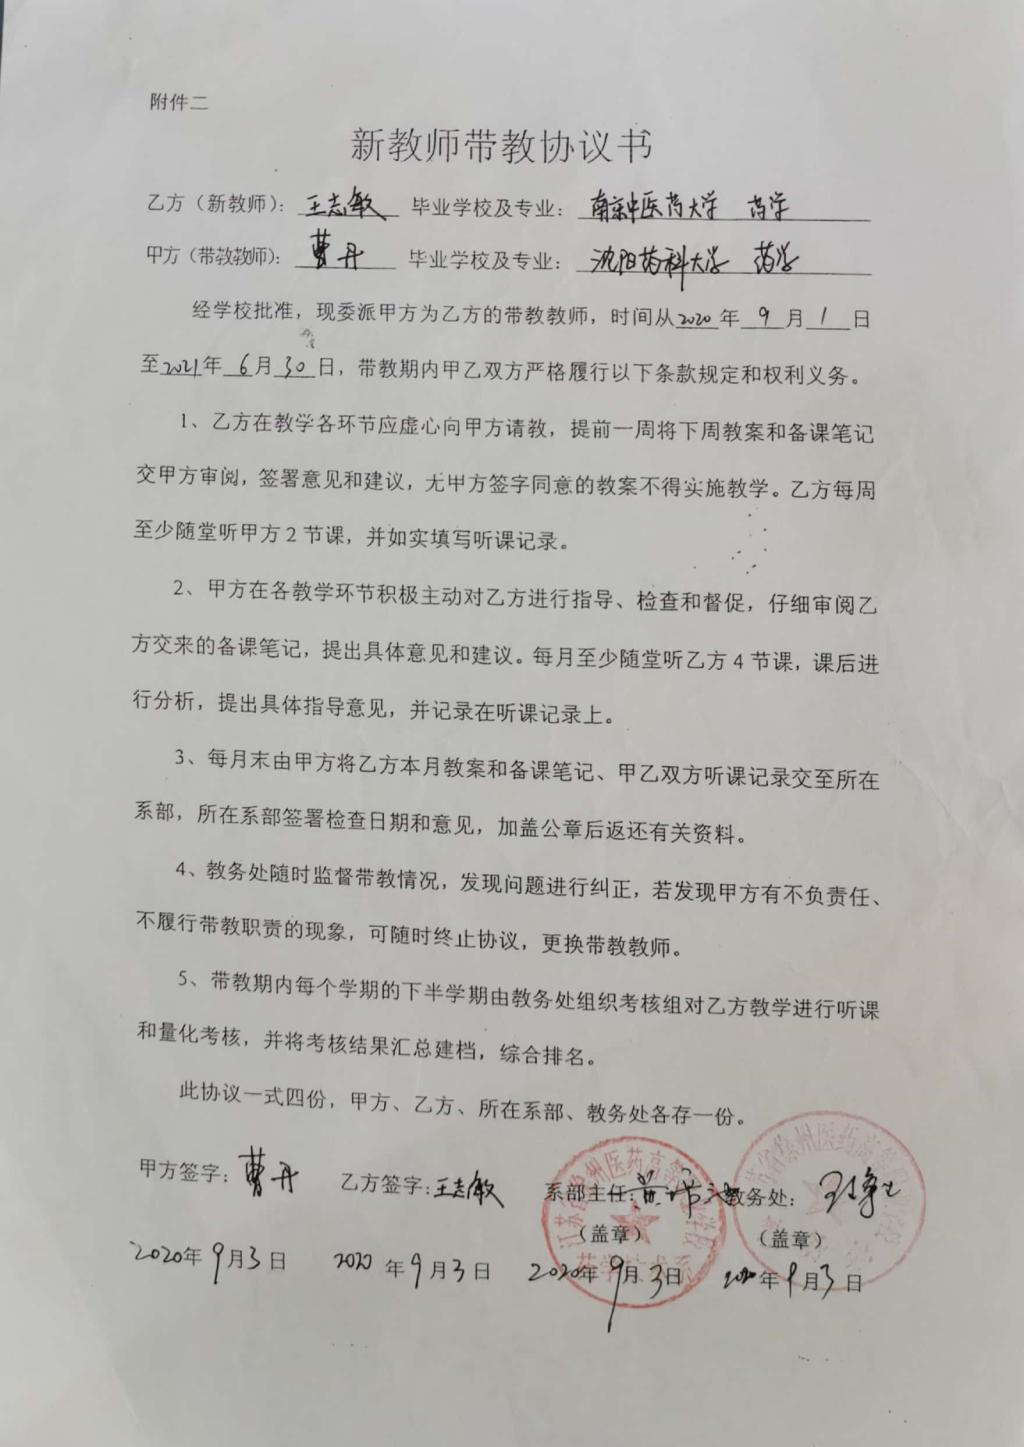 附件二
新教师带教协议书
乙方（新教师）：王志敏 毕业学校及专业：南京中医药大学 药学
甲方（带教教师）：曹丹 毕业学校及专业：沈阳药科大学 药学
经学校批准，现委派甲方为乙方的带教教师，时间从2020年9月1日
至2021年6月30日，带教期内甲乙双方严格履行以下条款规定和权利义务。
1、乙方在教学各环节应虚心向甲方请教，提前一周将下周教案和备课笔记
交甲方审阅，签署意见和建议，无甲方签字同意的教案不得实施教学。乙方每周
至少随堂听甲方2节课，并如实填写听课记录。
2、甲方在各教学环节积极主动对乙方进行指导、检查和督促，仔细审阅乙
方交来的备课笔记，提出具体意见和建议。每月至少随堂听乙方4节课，课后进
行分析，提出具体指导意见，并记录在听课记录上。
3、每月末由甲方将乙方本月教案和备课笔记、甲乙双方听课记录交至所在
系部，所在系部签署检查日期和意见，加盖公章后返还有关资料。
4、教务处随时监督带教情况，发现问题进行纠正，若发现甲方有不负责任、
不履行带教职责的现象，可随时终止协议，更换带教教师。
5、带教期内每个学期的下半学期由教务处组织考核组对乙方教学进行听课
和量化考核，并将考核结果汇总建档，综合排名。
此协议一式四份，甲方、乙方、所在系部、教务处各存一份。
甲方签字：曹丹 乙方签字：王志敏 系部主任： 教务处：
（盖章） （盖章）
2020年9月3日 2020年9月3日 2020年9月3日 2020年9月3日